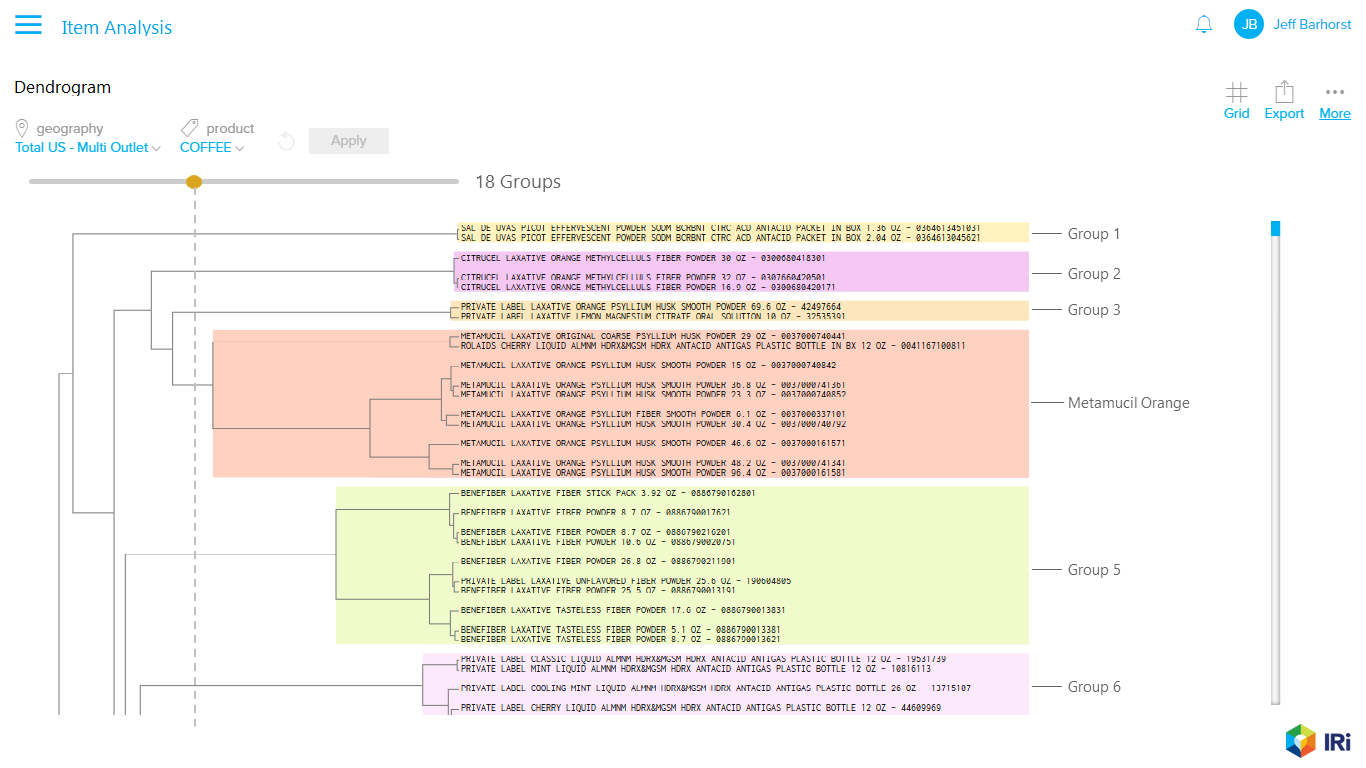 Item Analysis
JB Jeff Barhorst
Dendrogram
Grid Export More
geography product
Total US - Multi Outlet COFFEE Apply
18 Groups
SAL DE UVAS PICOT EFFERVESCENT POWDER SODM BCRBNT CTRC ACD ANTACID PACKET IN BOX 1.36 OZ - 0364613451031
SAL DE UVAS PICOT EFFERVESCENT POWDER SODM BCRBNT CTRC ACD ANTACID PACKET IN BOX 2.04 OZ - 0364613045621
Group 1
CITRUCEL LAXATIVE ORANGE METHYLCELLULS FIBER POWDER 30 OZ - 0300680418301
CITRUCEL LAXATIVE ORANGE METHYLCELLULS FIBER POWDER 32 OZ - 0307660420501
CITRUCEL LAXATIVE ORANGE METHYLCELLULS FIBER POWDER 16.9 OZ - 0300680420171
Group 2
PRIVATE LABEL LAXATIVE ORANGE PSYLLIUM HUSK SMOOTH POWDER 69.6 OZ - 42497664
PRIVATE LABEL LAXATIVE LEMON MAGNESIUM CITRATE ORAL SOLUTION 10 OZ - 32535391
Group 3
METAMUCIL LAXATIVE ORIGINAL COARSE PSYLLIUM HUSK POWDER 29 OZ - 0037000740441
ROLAIDS CHERRY LIQUID ALMNM HDRX&MGSM HDRX ANTACID ANTIGAS PLASTIC BOTTLE IN BX 12 OZ - 0041167100811
METAMUCIL LAXATIVE ORANGE PSYLLIUM HUSK SMOOTH POWDER 15 OZ - 0037000740842
METAMUCIL LAXATIVE ORANGE PSYLLIUM HUSK SMOOTH POWDER 36.8 OZ - 0037000741361
METAMUCIL LAXATIVE ORANGE PSYLLIUM HUSK SMOOTH POWDER 23.3 OZ - 0037000740852
METAMUCIL LAXATIVE ORANGE PSYLLIUM FIBER SMOOTH POWDER 6.1 OZ - 0037000337101
METAMUCIL LAXATIVE ORANGE PSYLLIUM HUSK SMOOTH POWDER 30.4 OZ - 0037000740792
METAMUCIL LAXATIVE ORANGE PSYLLIUM HUSK SMOOTH POWDER 46.6 OZ - 0037000161571
METAMUCIL LAXATIVE ORANGE PSYLLIUM HUSK SMOOTH POWDER 48.2 OZ - 0037000741341
METAMUCIL LAXATIVE ORANGE PSYLLIUM HUSK SMOOTH POWDER 96.4 OZ - 0037000161581
Metamucil Orange
BENEFIBER LAXATIVE FIBER STICK PACK 3.92 OZ - 0886790162801
BENEFIBER LAXATIVE FIBER POWDER 8.7 OZ - 0886790017621
BENEFIBER LAXATIVE FIBER POWDER 8.7 OZ - 0886790216201
BENEFIBER LAXATIVE FIBER POWDER 10.6 OZ - 0886790020751
BENEFIBER LAXATIVE FIBER POWDER 26.8 OZ - 0886790211901
PRIVATE LABEL LAXATIVE UNFLAVORED FIBER POWDER 25.6 OZ - 190604805
BENEFIBER LAXATIVE FIBER POWDER 25.5 OZ - 0886790013191
BENEFIBER LAXATIVE TASTELESS FIBER POWDER 17.6 OZ - 0886790013831
BENEFIBER LAXATIVE TASTELESS FIBER POWDER 5.1 OZ - 0886790013381
BENEFIBER LAXATIVE TASTELESS FIBER POWDER 8.7 OZ - 0886790013621
Group 5
PRIVATE LABEL CLASSIC LIQUID ALMNM HDRX&MGSM HDRX ANTACID ANTIGAS PLASTIC BOTTLE 12 OZ - 19531739
PRIVATE LABEL MINT LIQUID ALMNM HDRX&MGSM HDRX ANTACID ANTIGAS PLASTIC BOTTLE 12 OZ - 10816113
PRIVATE LABEL COOLING MINT LIQUID ALMNM HDRX&MGSM HDRX ANTACID ANTIGAS PLASTIC BOTTLE 26 OZ 13715107
PRIVATE LABEL CHERRY LIQUID ALMNM HDRX&MGSM HDRX ANTACID ANTIGAS PLASTIC BOTTLE 12 OZ - 44609969
Group 6
IRi